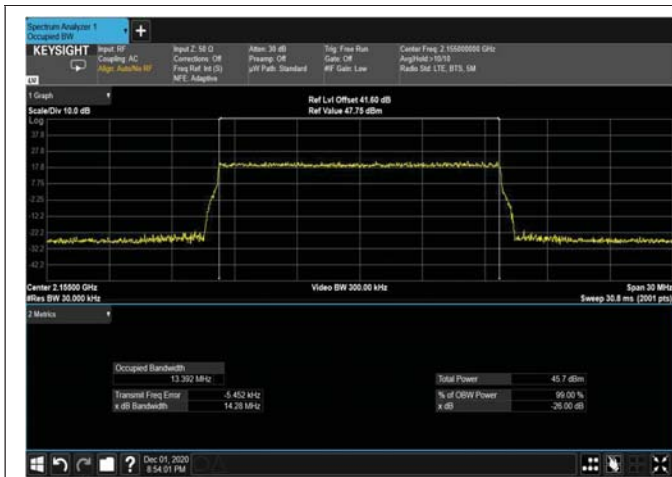 Spectrum Analyzer 1
Occupied BW
KEYSIGHT
Input: RF
Coupling: AC
Align: Auto/No RF
Input Z: 50 Ω
Corrections: Off
Freq Ref: Int (S)
NFE: Adaptive
Atten: 30 dB
Preamp: Off
µW Path: Standard
Trig: Free Run
Gate: Off
#IF Gain: Low
Center Freq: 2.155000000 GHz
Avg|Hold:>10/10
Radio Std: LTE, BTS, 5M
1 Graph
Scale/Div 10.0 dB
Ref Lvl Offset 41.60 dB
Ref Value 47.75 dBm
Log
37.8
27.8
17.8
7.75
-2.25
-12.2
-22.2
-32.2
-42.2
Center 2.15500 GHz
#Res BW 30.000 kHz
Video BW 300.00 kHz
Span 30 MHz
Sweep 30.8 ms (2001 pts)
2 Metrics
Occupied Bandwidth
13.392 MHz
Transmit Freq Error -5.452 kHz
x dB Bandwidth 14.28 MHz
Total Power 45.7 dBm
% of OBW Power 99.00 %
x dB -26.00 dB
?
Dec 01, 2020
8:54:01 PM